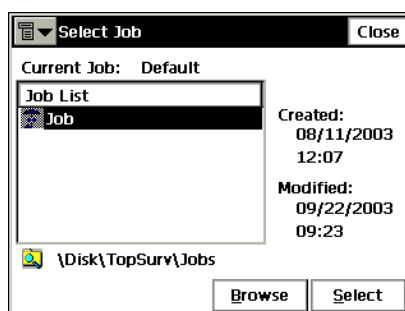 Select Job
Close
Current Job: Default
Job List
Job
Created:
08/11/2003
12:07
Modified:
09/22/2003
09:23
\Disk\TopSurv\Jobs
Browse
Select